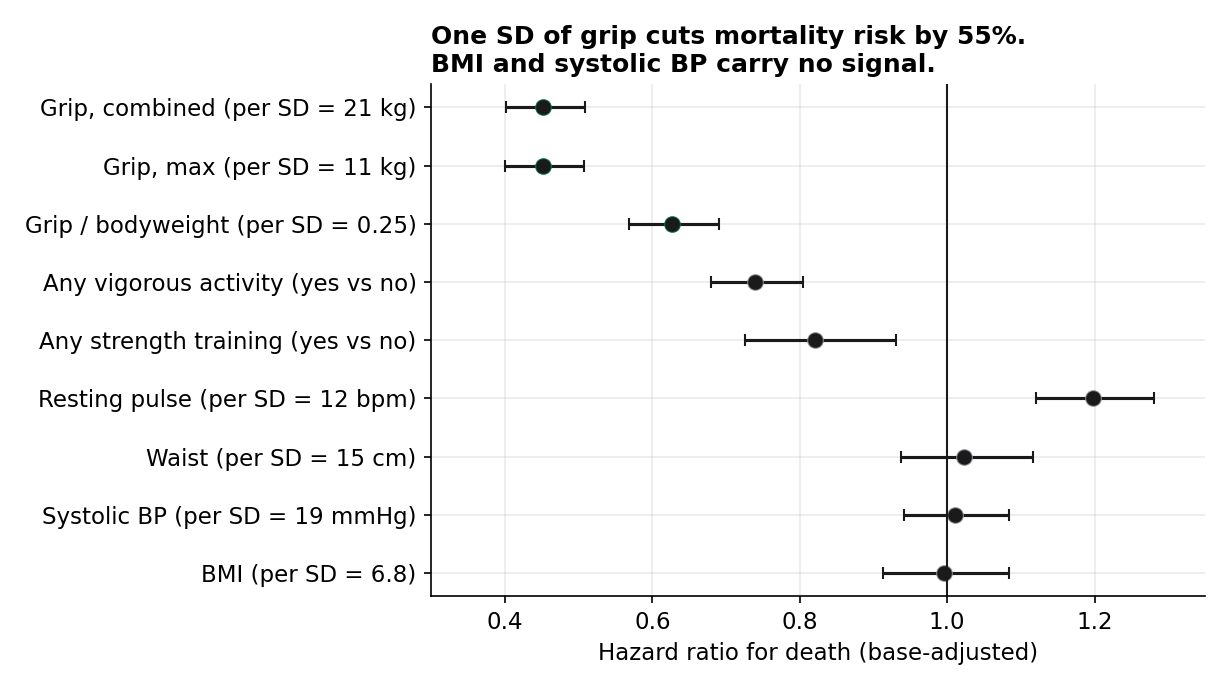 One SD of grip cuts mortality risk by 55%.
BMI and systolic BP carry no signal.
Grip, combined (per SD = 21 kg)
Grip, max (per SD = 11 kg)
Grip / bodyweight (per SD = 0.25)
Any vigorous activity (yes vs no)
Any strength training (yes vs no)
Resting pulse (per SD = 12 bpm)
Waist (per SD = 15 cm)
Systolic BP (per SD = 19 mmHg)
BMI (per SD = 6.8)
0.4 0.6 0.8 1.0 1.2
Hazard ratio for death (base-adjusted)